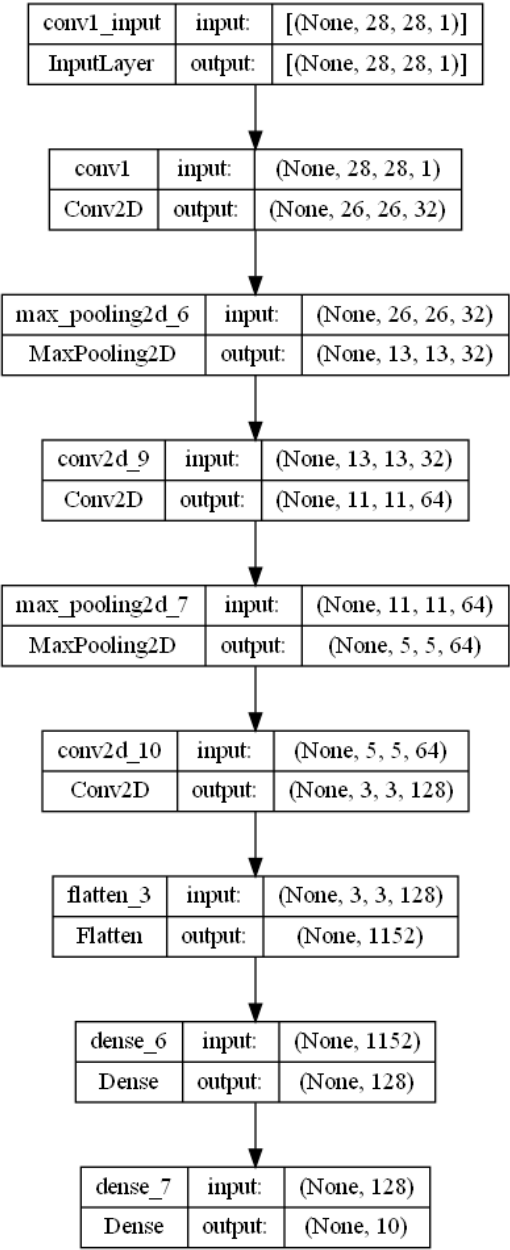 conv1_input input: [(None, 28, 28, 1)]
InputLayer output: [(None, 28, 28, 1)]
conv1 input: (None, 28, 28, 1)
Conv2D output: (None, 26, 26, 32)
max_pooling2d_6 input: (None, 26, 26, 32)
MaxPooling2D output: (None, 13, 13, 32)
conv2d_9 input: (None, 13, 13, 32)
Conv2D output: (None, 11, 11, 64)
max_pooling2d_7 input: (None, 11, 11, 64)
MaxPooling2D output: (None, 5, 5, 64)
conv2d_10 input: (None, 5, 5, 64)
Conv2D output: (None, 3, 3, 128)
flatten_3 input: (None, 3, 3, 128)
Flatten output: (None, 1152)
dense_6 input: (None, 1152)
Dense output: (None, 128)
dense_7 input: (None, 128)
Dense output: (None, 10)